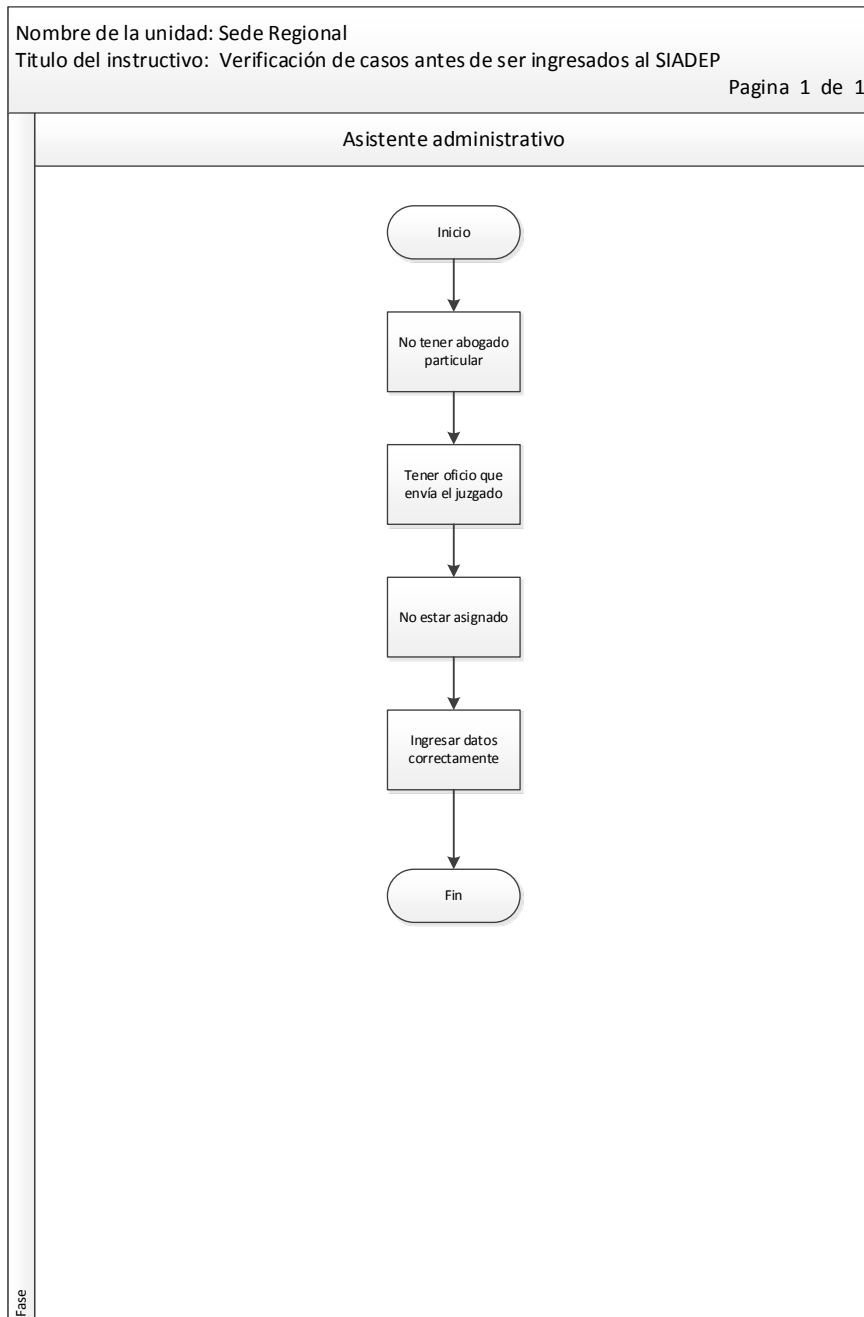 Nombre de la unidad: Sede Regional
Titulo del instructivo:  Verificación de casos antes de ser ingresados al SIADEP
Pagina 1 de 1
Asistente administrativo
Inicio
No tener abogado
particular
Tener oficio que
envía el juzgado
No estar asignado
Ingresar datos
correctamente
Fin
Fase